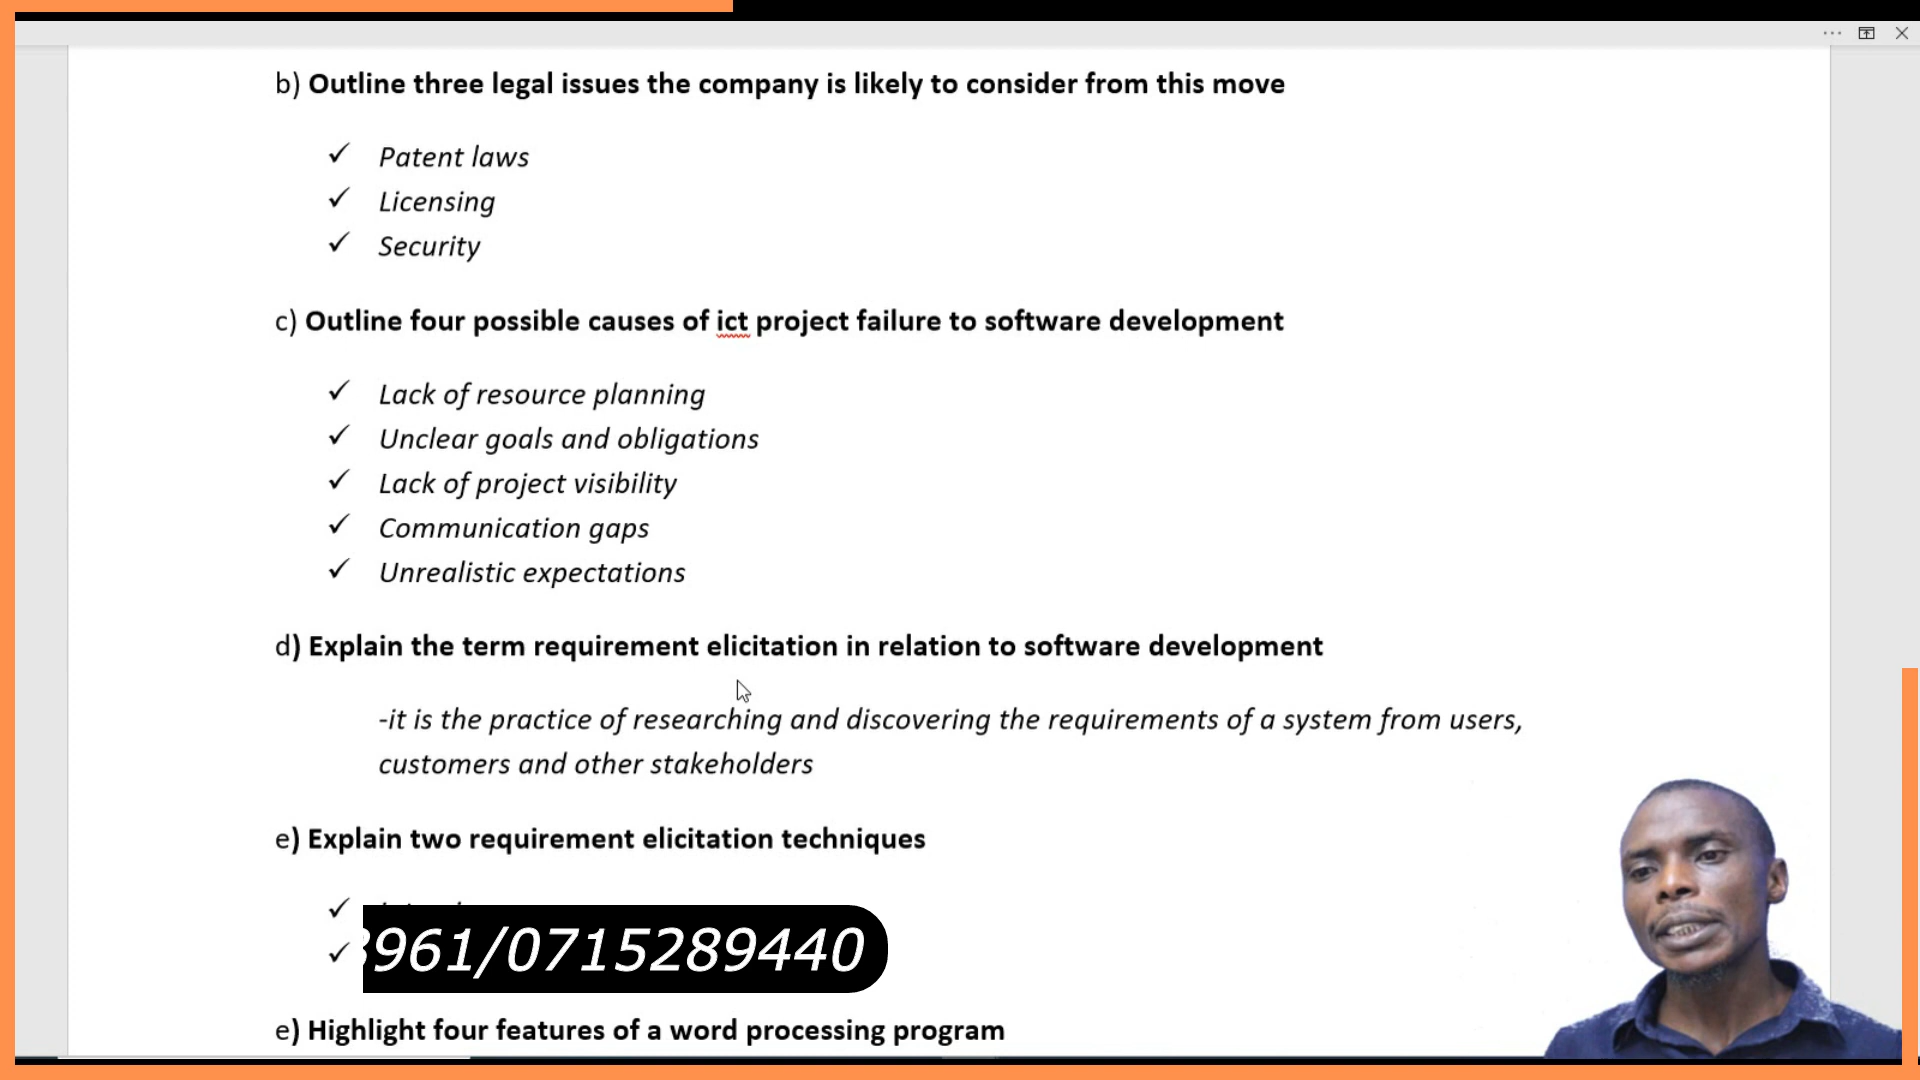 b) Outline three legal issues the company is likely to consider from this move
✓ Patent laws
✓ Licensing
✓ Security
c) Outline four possible causes of ict project failure to software development
✓ Lack of resource planning
✓ Unclear goals and obligations
✓ Lack of project visibility
✓ Communication gaps
✓ Unrealistic expectations
d) Explain the term requirement elicitation in relation to software development
-it is the practice of researching and discovering the requirements of a system from users,
customers and other stakeholders
e) Explain two requirement elicitation techniques
✓
✓ 961/0715289440
e) Highlight four features of a word processing program